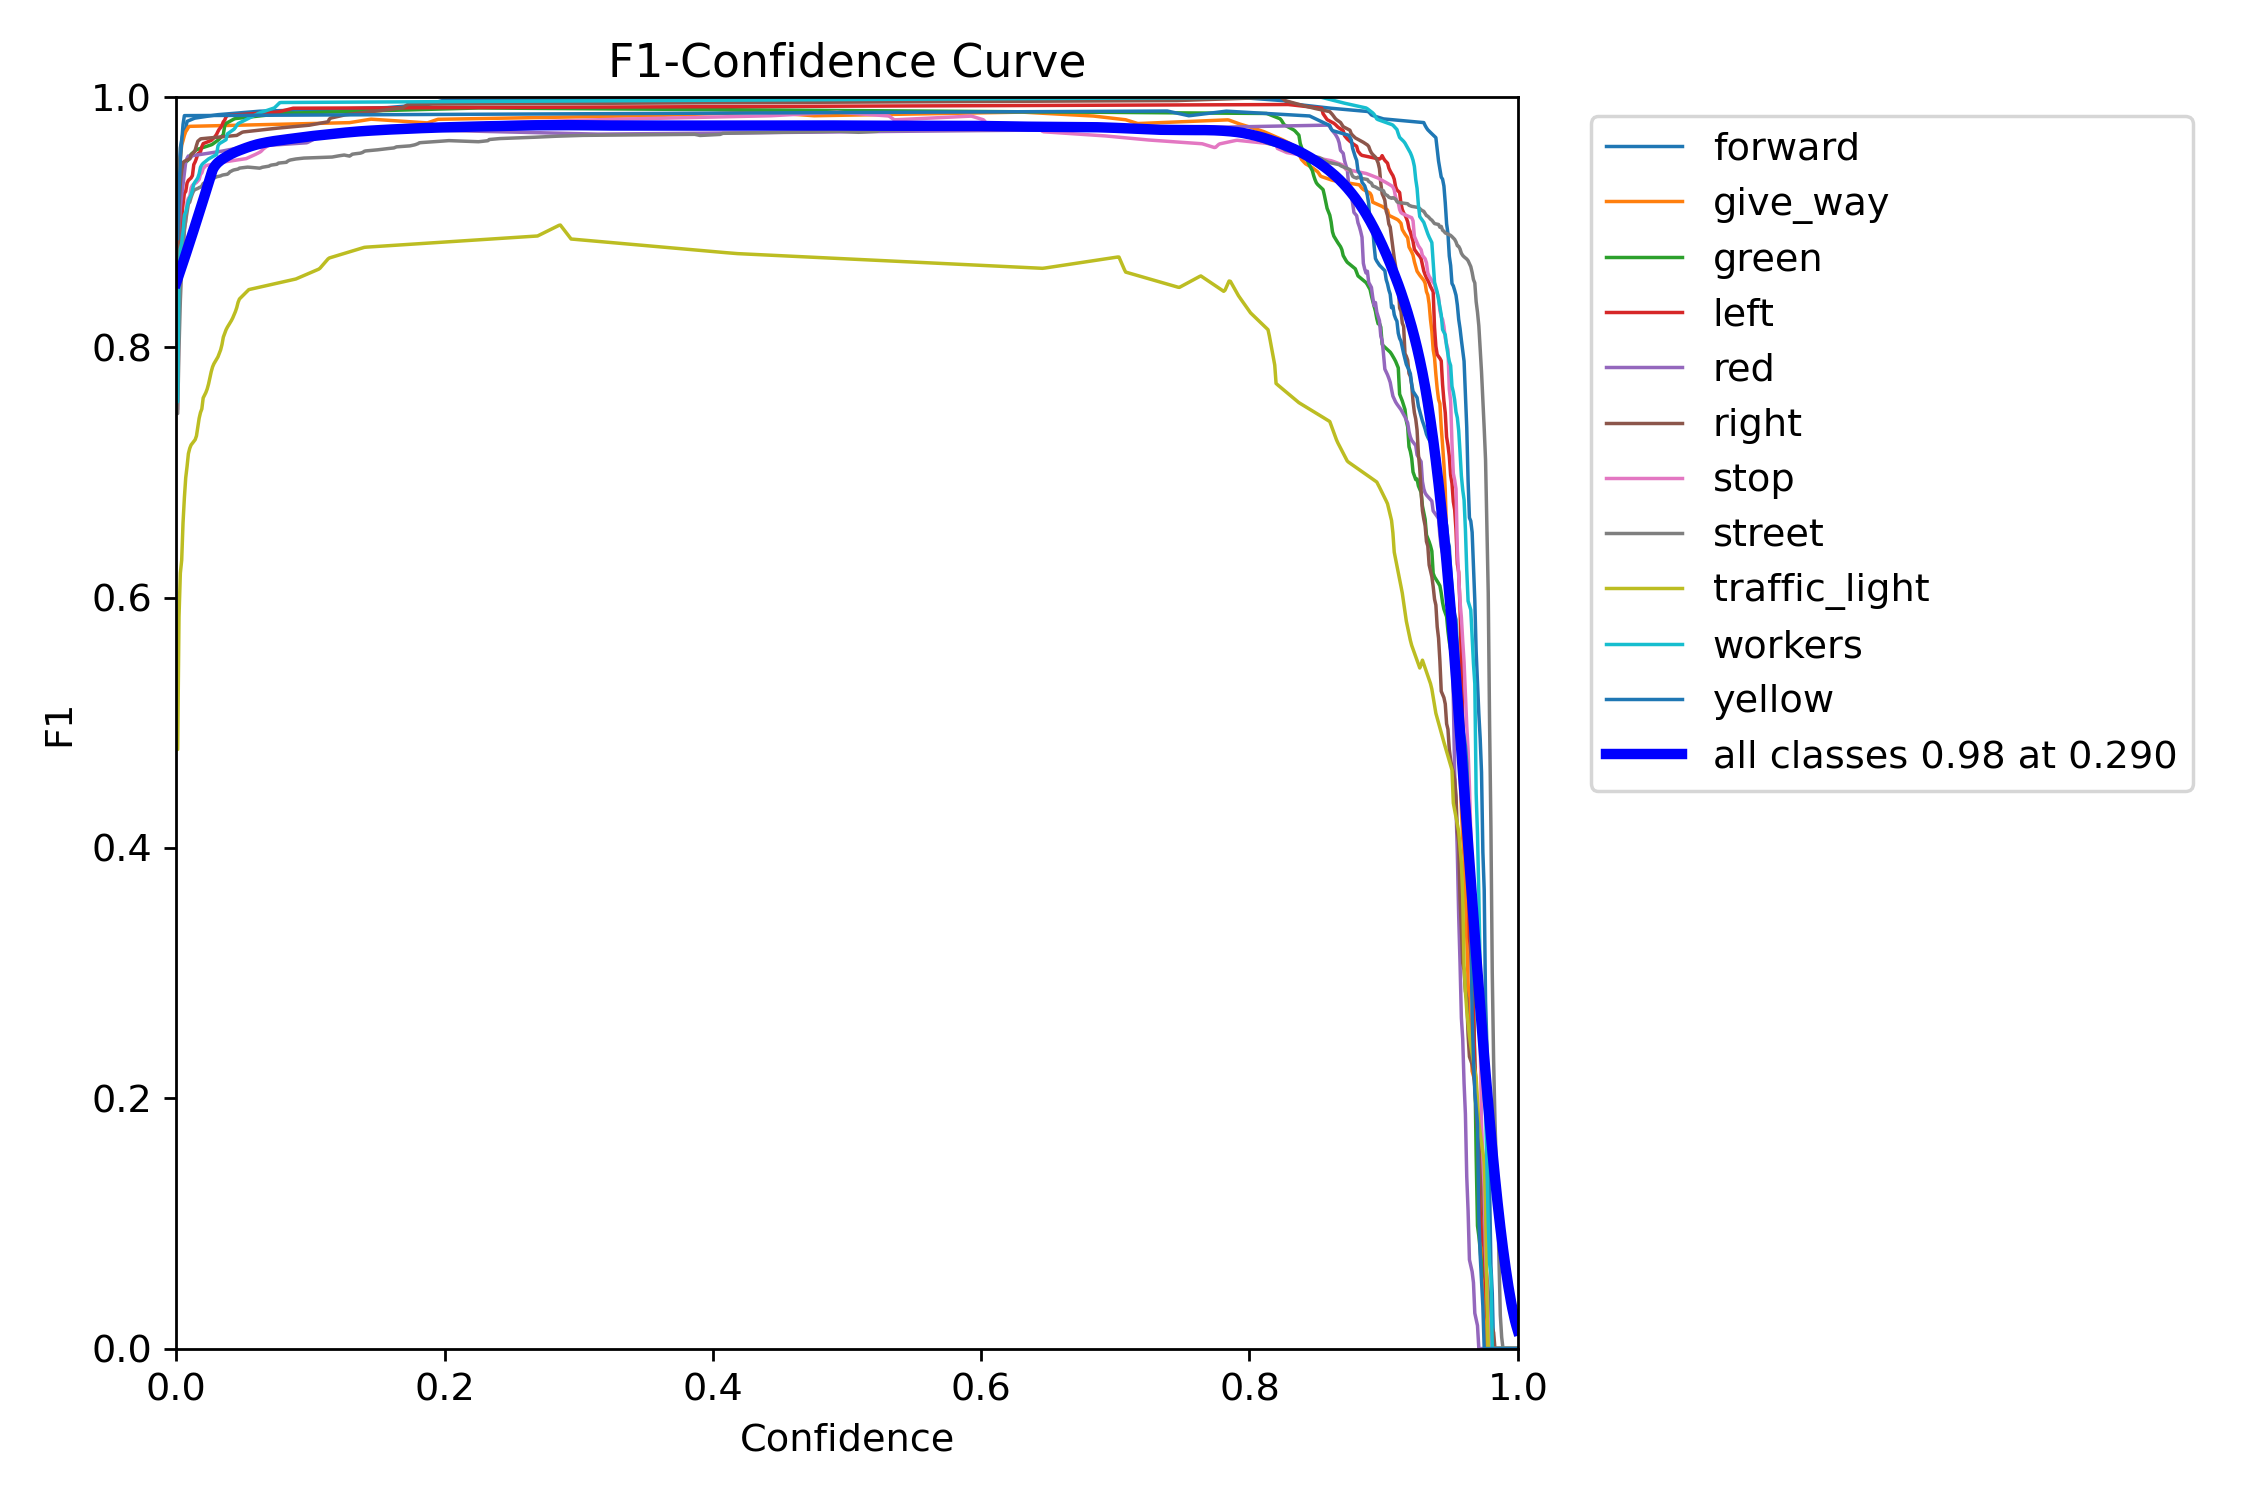 F1-Confidence Curve
1.0
0.8
0.6
0.4
0.2
0.0
F1
0.0 0.2 0.4 0.6 0.8 1.0
Confidence
forward
give_way
green
left
red
right
stop
street
traffic_light
workers
yellow
all classes 0.98 at 0.290